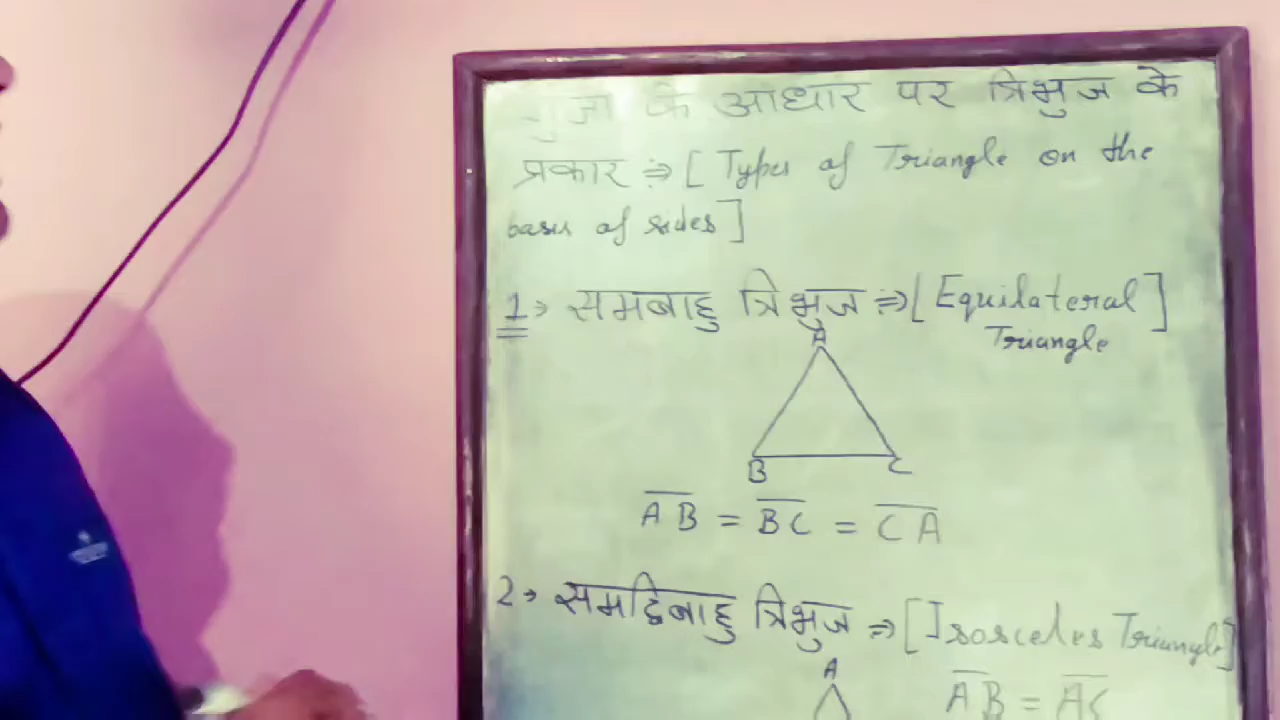 भुजा के आधार पर त्रिभुज के
प्रकार ⇒ [ Types of Triangle on the
basis of sides ]
1→ समबाहु त्रिभुज ⇒ [ Equilateral ]
Triangle
A
B C
AB = BC = CA
2→ समद्विबाहु त्रिभुज ⇒ [ Isosceles Triangle ]
A
AB = AC